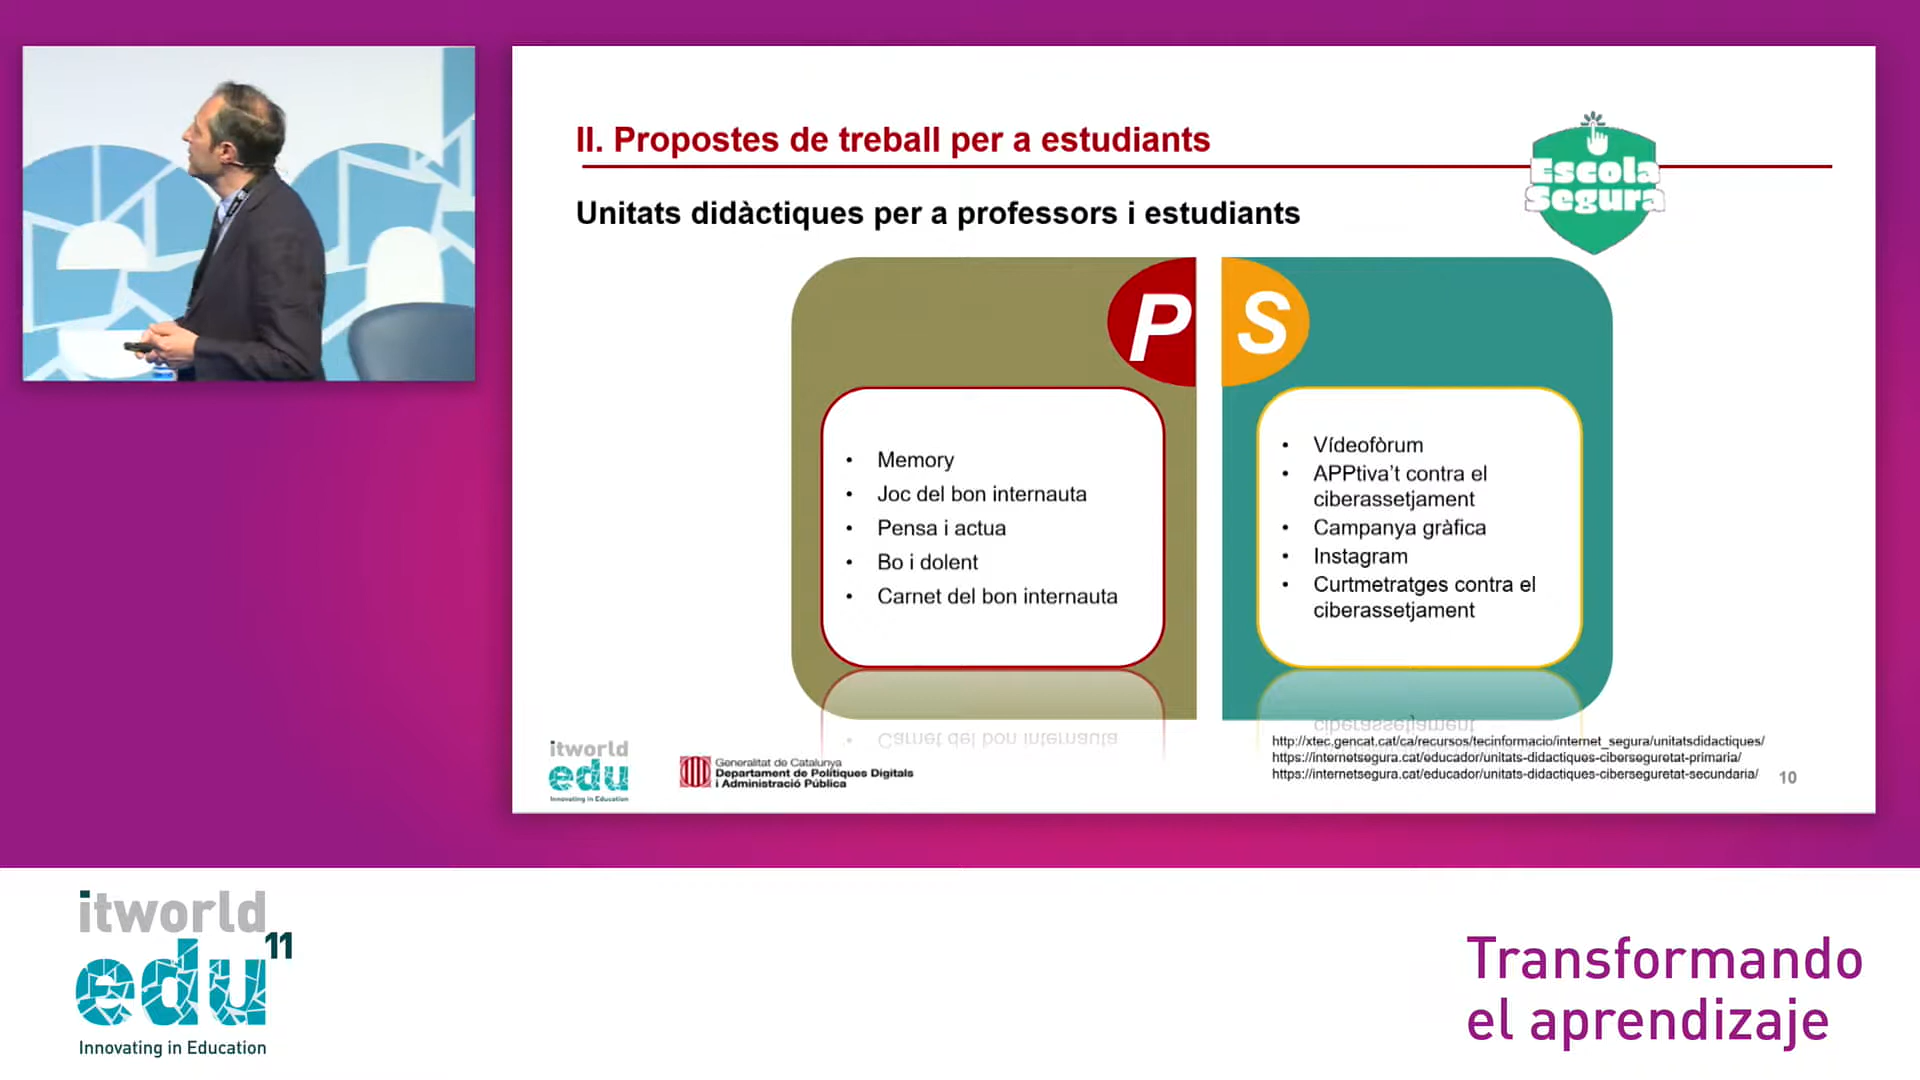 II. Propostes de treball per a estudiants
Escola
Segura
Unitats didàctiques per a professors i estudiants
P
S
• Memory
• Joc del bon internauta
• Pensa i actua
• Bo i dolent
• Carnet del bon internauta
• Vídeofòrum
• APPtiva’t contra el
ciberassetjament
• Campanya gràfica
• Instagram
• Curtmetratges contra el
ciberassetjament
itworld
edu
Innovating in Education
Generalitat de Catalunya
Departament de Polítiques Digitals
i Administració Pública
http://xtec.gencat.cat/ca/recursos/tecinformacio/internet_segura/unitatsdidactiques/
https://internetsegura.cat/educador/unitats-didactiques-ciberseguretat-primaria/
https://internetsegura.cat/educador/unitats-didactiques-ciberseguretat-secundaria/
10
itworld
edu 11
Innovating in Education
Transformando
el aprendizaje